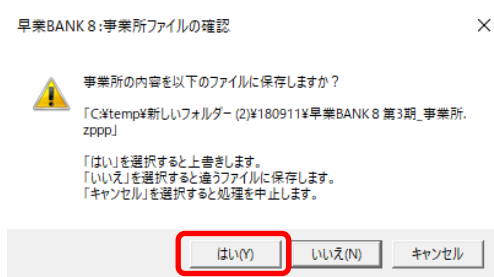 早業BANK８:事業所ファイルの確認
事業所の内容を以下のファイルに保存しますか？
「C:¥temp¥新しいフォルダー (2)¥180911¥早業BANK８第3期_事業所.
zppp」
「はい」を選択すると上書きします。
「いいえ」を選択すると違うファイルに保存します。
「キャンセル」を選択すると処理を中止します。
はい(Y) いいえ(N) キャンセル